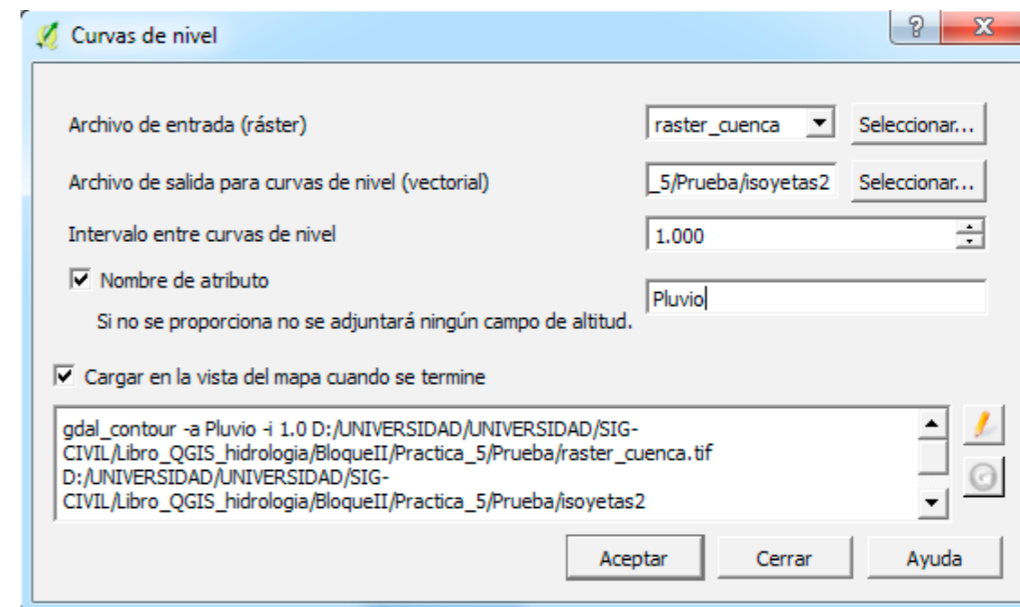 Curvas de nivel
Archivo de entrada (ráster) raster_cuenca Seleccionar...
Archivo de salida para curvas de nivel (vectorial) _5/Prueba/isoyetas2 Seleccionar...
Intervalo entre curvas de nivel 1.000
Nombre de atributo
Pluvio
Si no se proporciona no se adjuntará ningún campo de altitud.
Cargar en la vista del mapa cuando se termine
gdal_contour -a Pluvio -i 1.0 D:/UNIVERSIDAD/UNIVERSIDAD/SIG-
CIVIL/Libro_QGIS_hidrologia/BloqueII/Practica_5/Prueba/raster_cuenca.tif
D:/UNIVERSIDAD/UNIVERSIDAD/SIG-
CIVIL/Libro_QGIS_hidrologia/BloqueII/Practica_5/Prueba/isoyetas2
Aceptar Cerrar Ayuda